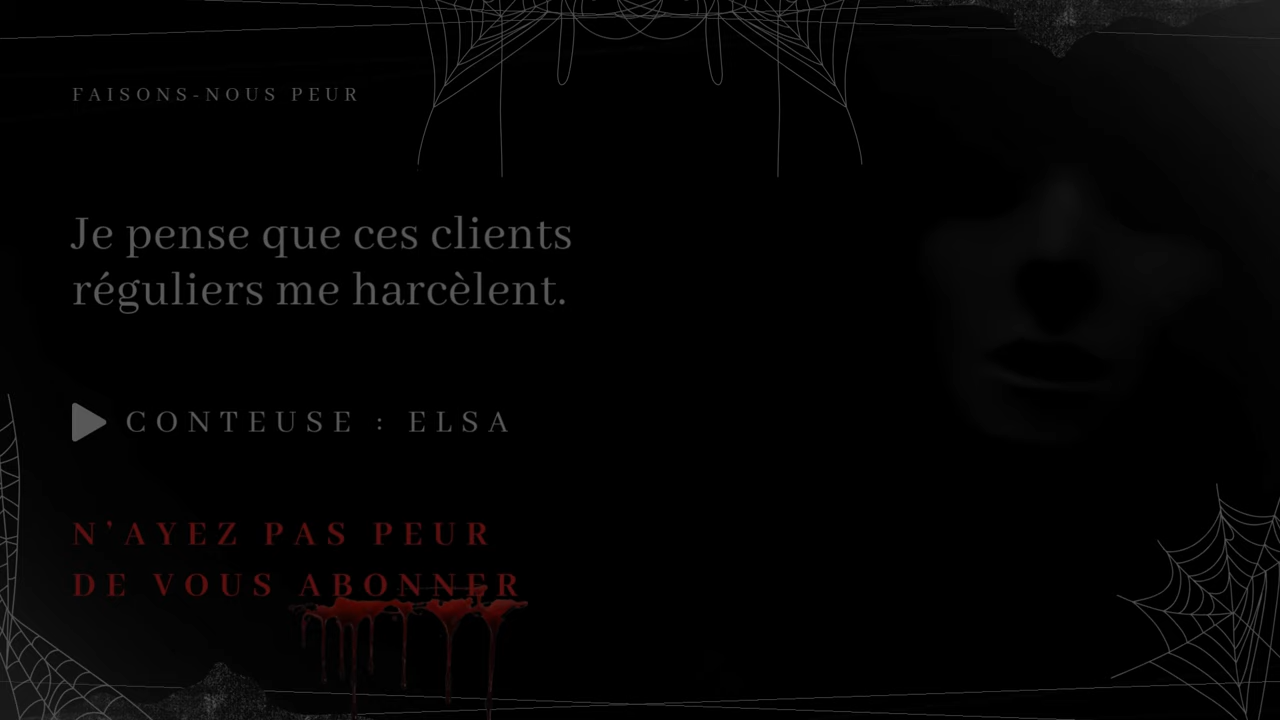 FAISONS-NOUS PEUR
Je pense que ces clients
réguliers me harcèlent.
CONTEUSE : ELSA
N'AYEZ PAS PEUR
DE VOUS ABONNER